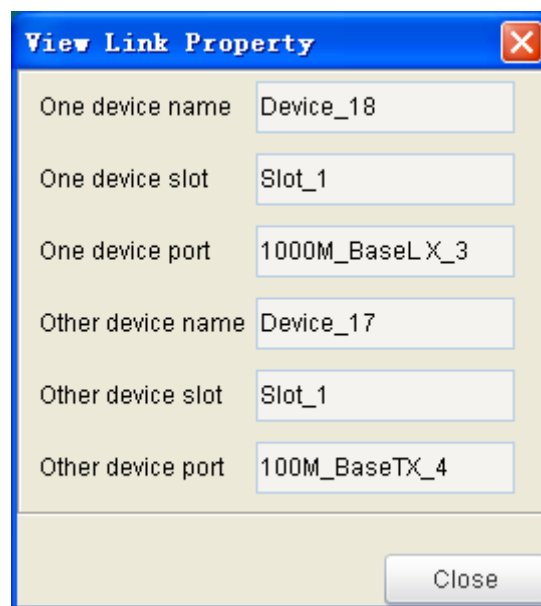 View Link Property
One device name Device_18
One device slot Slot_1
One device port 1000M_BaseLX_3
Other device name Device_17
Other device slot Slot_1
Other device port 100M_BaseTX_4
Close